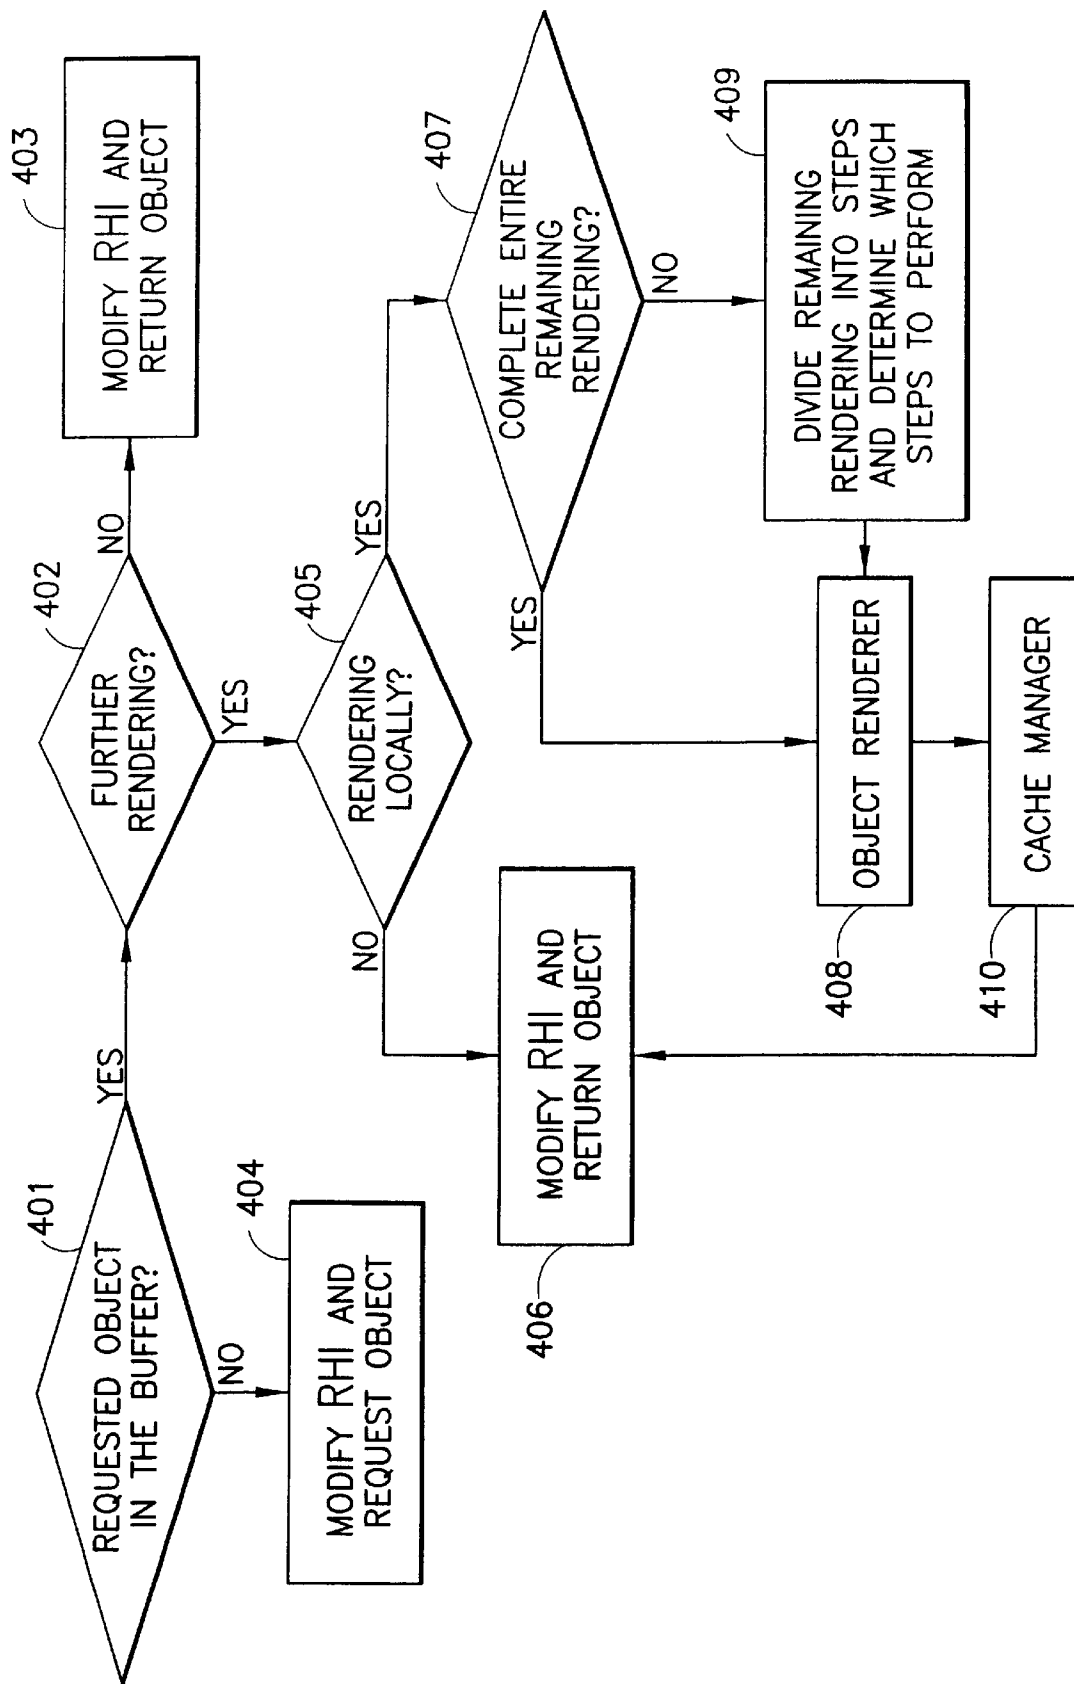 401
REQUESTED OBJECT
IN THE BUFFER?
YES
NO
404
MODIFY RHI AND
REQUEST OBJECT
402
FURTHER
RENDERING?
NO
YES
403
MODIFY RHI AND
RETURN OBJECT
405
RENDERING
LOCALLY?
NO
YES
406
MODIFY RHI AND
RETURN OBJECT
407
COMPLETE ENTIRE
REMAINING
RENDERING?
YES
NO
409
DIVIDE REMAINING
RENDERING INTO STEPS
AND DETERMINE WHICH
STEPS TO PERFORM
408
OBJECT RENDERER
410
CACHE MANAGER